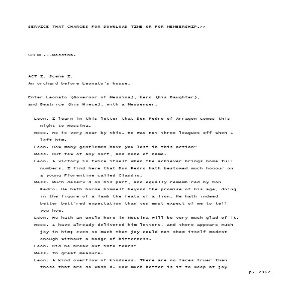 SERVICE THAT CHARGES FOR DOWNLOAD TIME OR FOR MEMBERSHIP.>>
SCENE.--Messina.
ACT I. Scene I.
An orchard before Leonato's house.
Enter Leonato (Governor of Messina), Hero (his Daughter),
and Beatrice (his Niece), with a Messenger.
Leon. I learn in this letter that Don Pedro of Arragon comes this
night to Messina.
Mess. He is very near by this. He was not three leagues off when I
left him.
Leon. How many gentlemen have you lost in this action?
Mess. But few of any sort, and none of name.
Leon. A victory is twice itself when the achiever brings home full
numbers. I find here that Don Pedro hath bestowed much honour on
a young Florentine called Claudio.
Mess. Much deserv'd on his part, and equally rememb'red by Don
Pedro. He hath borne himself beyond the promise of his age, doing
in the figure of a lamb the feats of a lion. He hath indeed
better bett'red expectation than you must expect of me to tell
you how.
Leon. He hath an uncle here in Messina will be very much glad of it.
Mess. I have already delivered him letters, and there appears much
joy in him; even so much that joy could not show itself modest
enough without a badge of bitterness.
Leon. Did he break out into tears?
Mess. In great measure.
Leon. A kind overflow of kindness. There are no faces truer than
those that are so wash'd. How much better is it to weep at joy